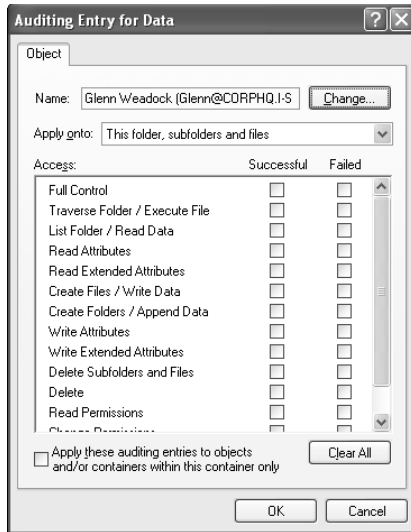 Auditing Entry for Data
Object
Name: Glenn Weadock (Glenn@CORPHQ.I-S Change...
Apply onto: This folder, subfolders and files
Access: Successful Failed
Full Control
Traverse Folder / Execute File
List Folder / Read Data
Read Attributes
Read Extended Attributes
Create Files / Write Data
Create Folders / Append Data
Write Attributes
Write Extended Attributes
Delete Subfolders and Files
Delete
Read Permissions
Change Permissions
Apply these auditing entries to objects Clear All
and/or containers within this container only
OK Cancel